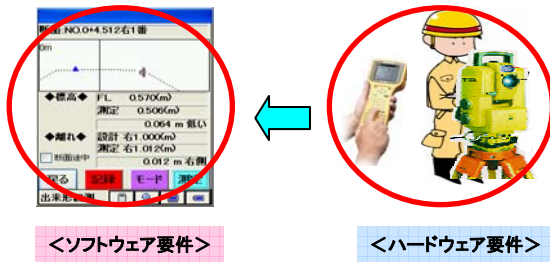 断面:NO.0+4.512右1番
0m
◆標高◆ FL 0.570(m)
測定 0.506(m)
0.064 m 低い
◆離れ◆ 設計 右1.000(m)
測定 右1.012(m)
断面途中
0.012 m 右側
戻る 記録 モード 測定
出来形
<ソフトウェア要件>
<ハードウェア要件>